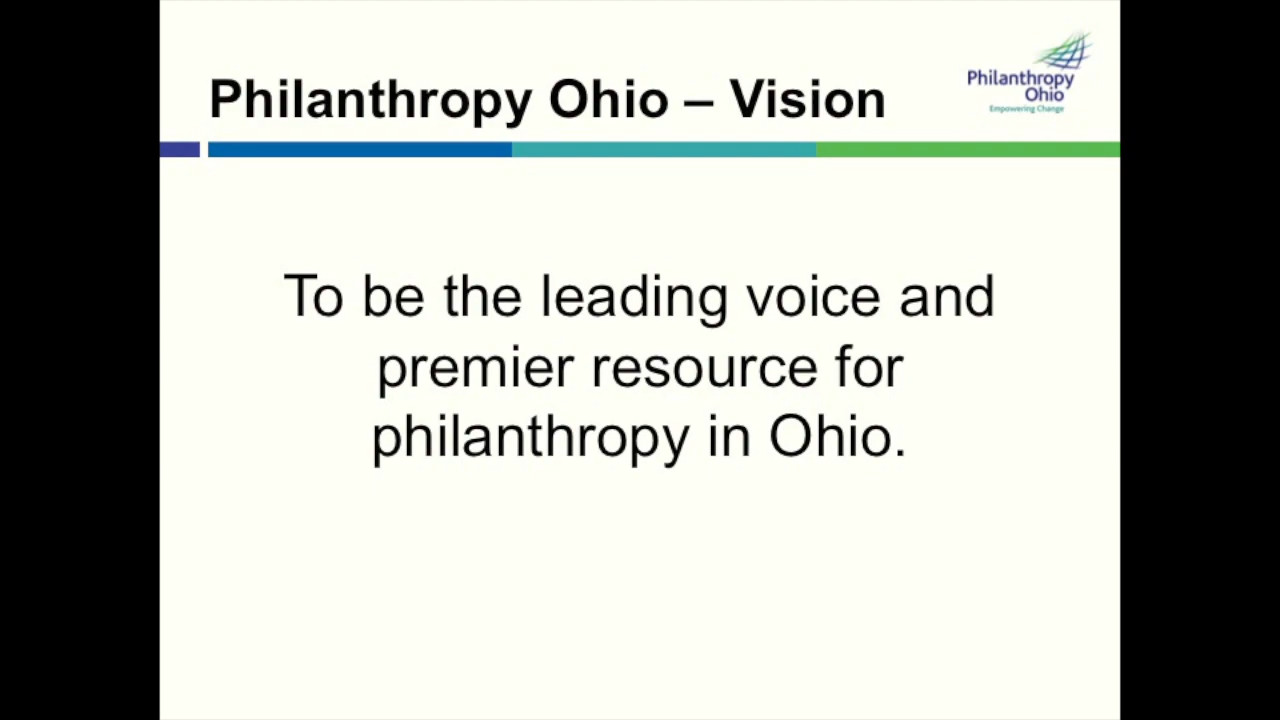 Philanthropy Ohio – Vision
Philanthropy
Ohio
Empowering Change
To be the leading voice and
premier resource for
philanthropy in Ohio.